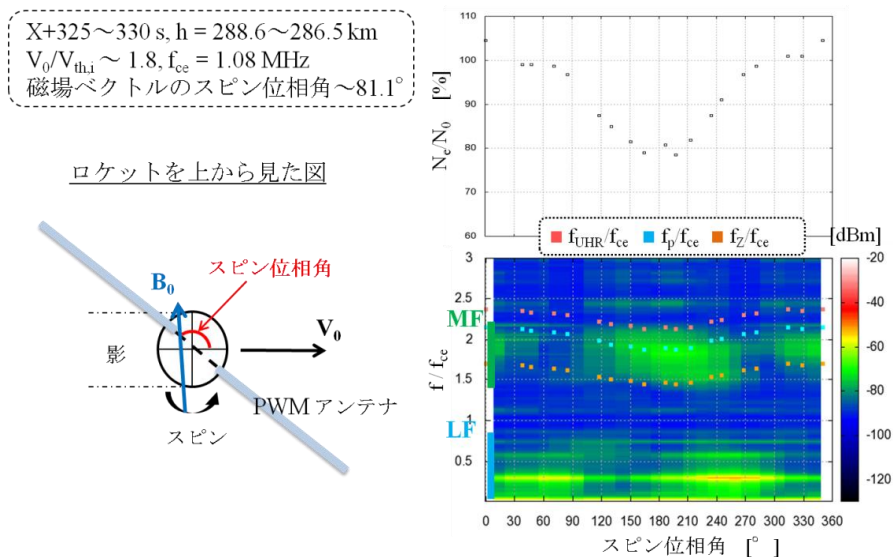 X+325～330 s, h = 288.6～286.5 km
V₀/Vth,i ～ 1.8, fce = 1.08 MHz
磁場ベクトルのスピン位相角～81.1°
ロケットを上から見た図
スピン位相角
B₀
V₀
影
PWM アンテナ
スピン
Ne/N₀ [%]
110
100
90
80
70
60
fUHR/fce fp/fce fZ/fce
[dBm]
MF
LF
f / fce
3
2.5
2
1.5
1
0.5
0 30 60 90 120 150 180 210 240 270 300 330 360
スピン位相角 [°]
-20
-40
-60
-80
-100
-120